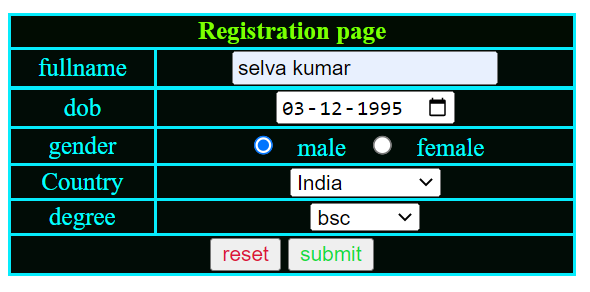 Registration page
fullname selva kumar
dob 03-12-1995
gender male female
Country India
degree bsc
reset submit